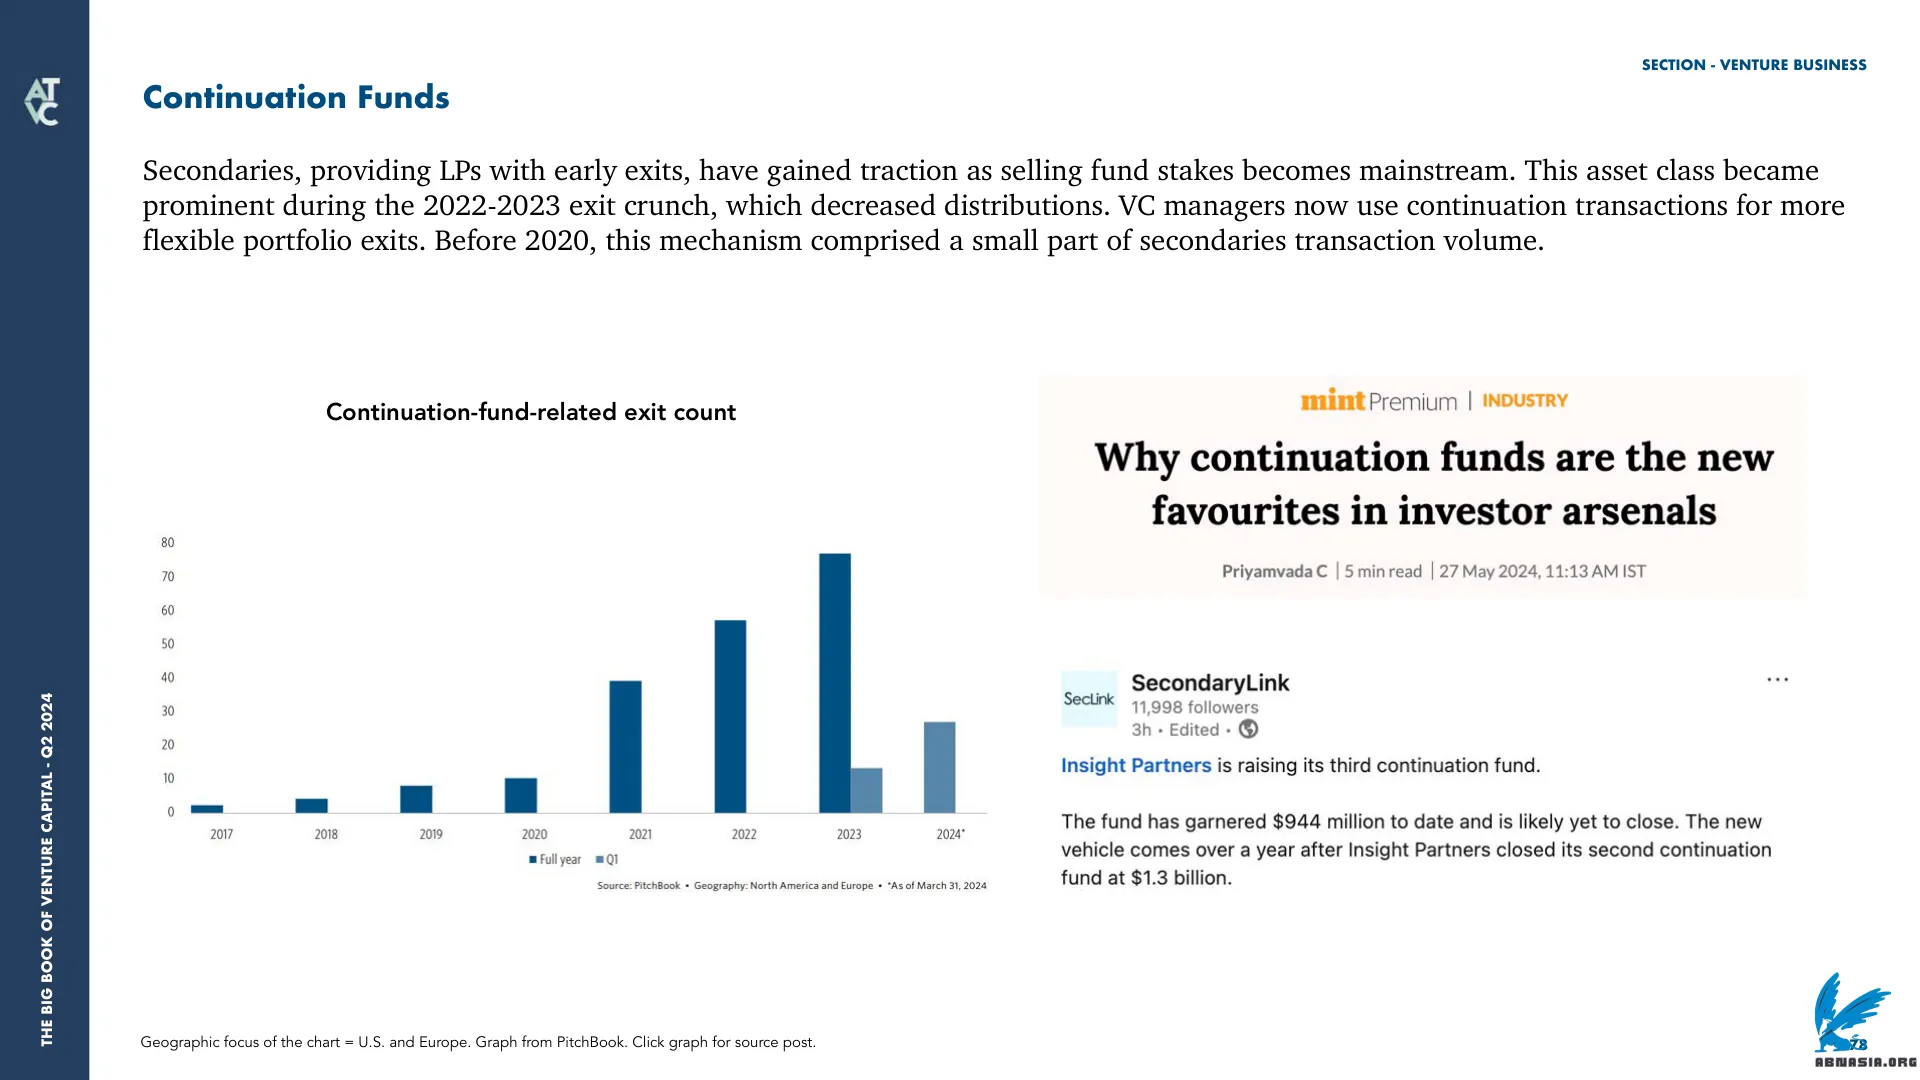 SECTION - VENTURE BUSINESS
AT
VC
Continuation Funds
Secondaries, providing LPs with early exits, have gained traction as selling fund stakes becomes mainstream. This asset class became
prominent during the 2022-2023 exit crunch, which decreased distributions. VC managers now use continuation transactions for more
flexible portfolio exits. Before 2020, this mechanism comprised a small part of secondaries transaction volume.
Continuation-fund-related exit count
80
70
60
50
40
30
20
10
0
2017 2018 2019 2020 2021 2022 2023 2024*
Full year Q1
Source: PitchBook • Geography: North America and Europe • *As of March 31, 2024
mint Premium | INDUSTRY
Why continuation funds are the new
favourites in investor arsenals
Priyamvada C | 5 min read | 27 May 2024, 11:13 AM IST
SecLink
SecondaryLink
...
11,998 followers
3h • Edited •
Insight Partners is raising its third continuation fund.
The fund has garnered $944 million to date and is likely yet to close. The new
vehicle comes over a year after Insight Partners closed its second continuation
fund at $1.3 billion.
THE BIG BOOK OF VENTURE CAPITAL - Q2 2024
Geographic focus of the chart = U.S. and Europe. Graph from PitchBook. Click graph for source post.
78
ABNASIA.ORG